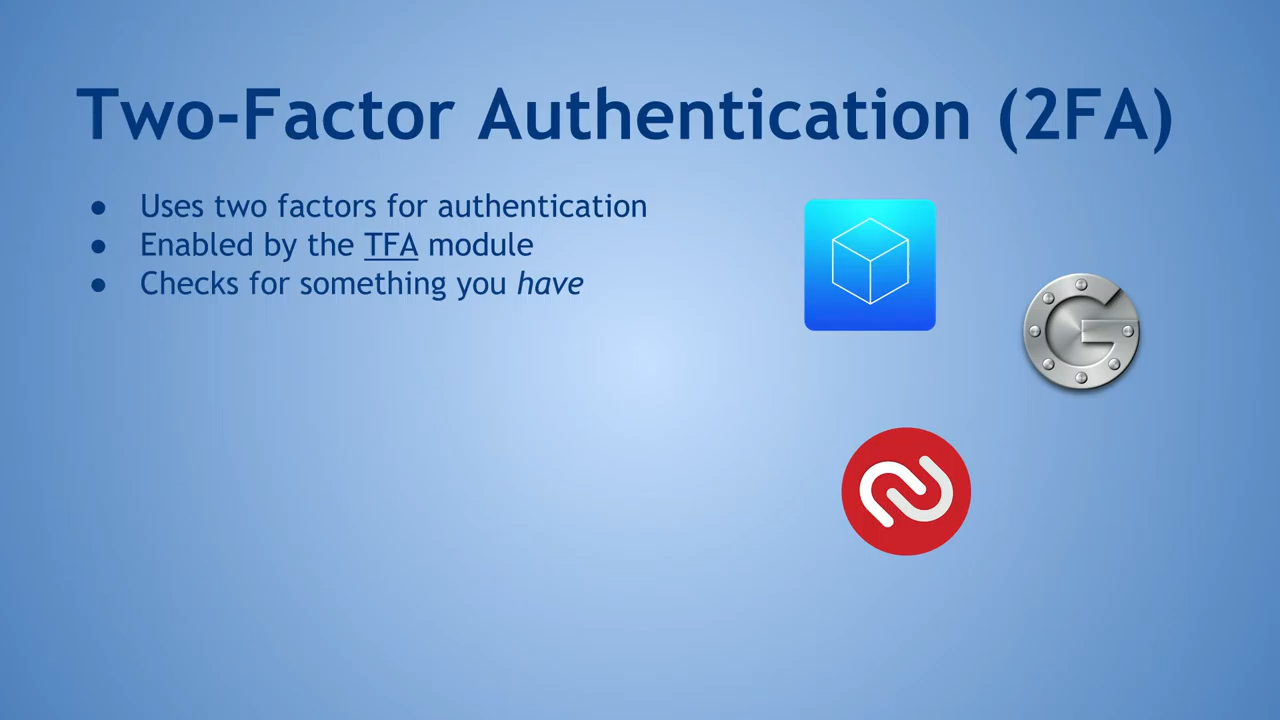 Two-Factor Authentication (2FA)
● Uses two factors for authentication
● Enabled by the TFA module
● Checks for something you have